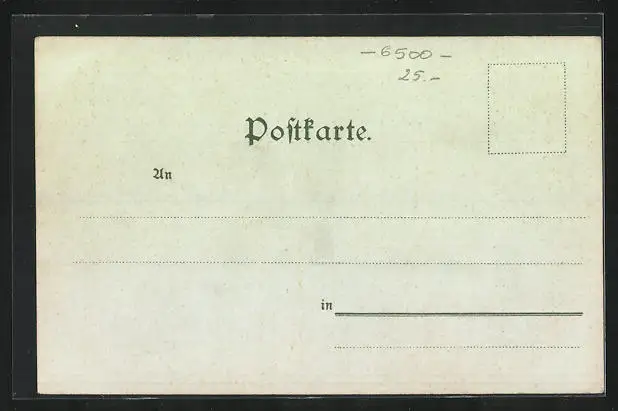 – 6500 –
25.–
Poſtkarte.
An
in